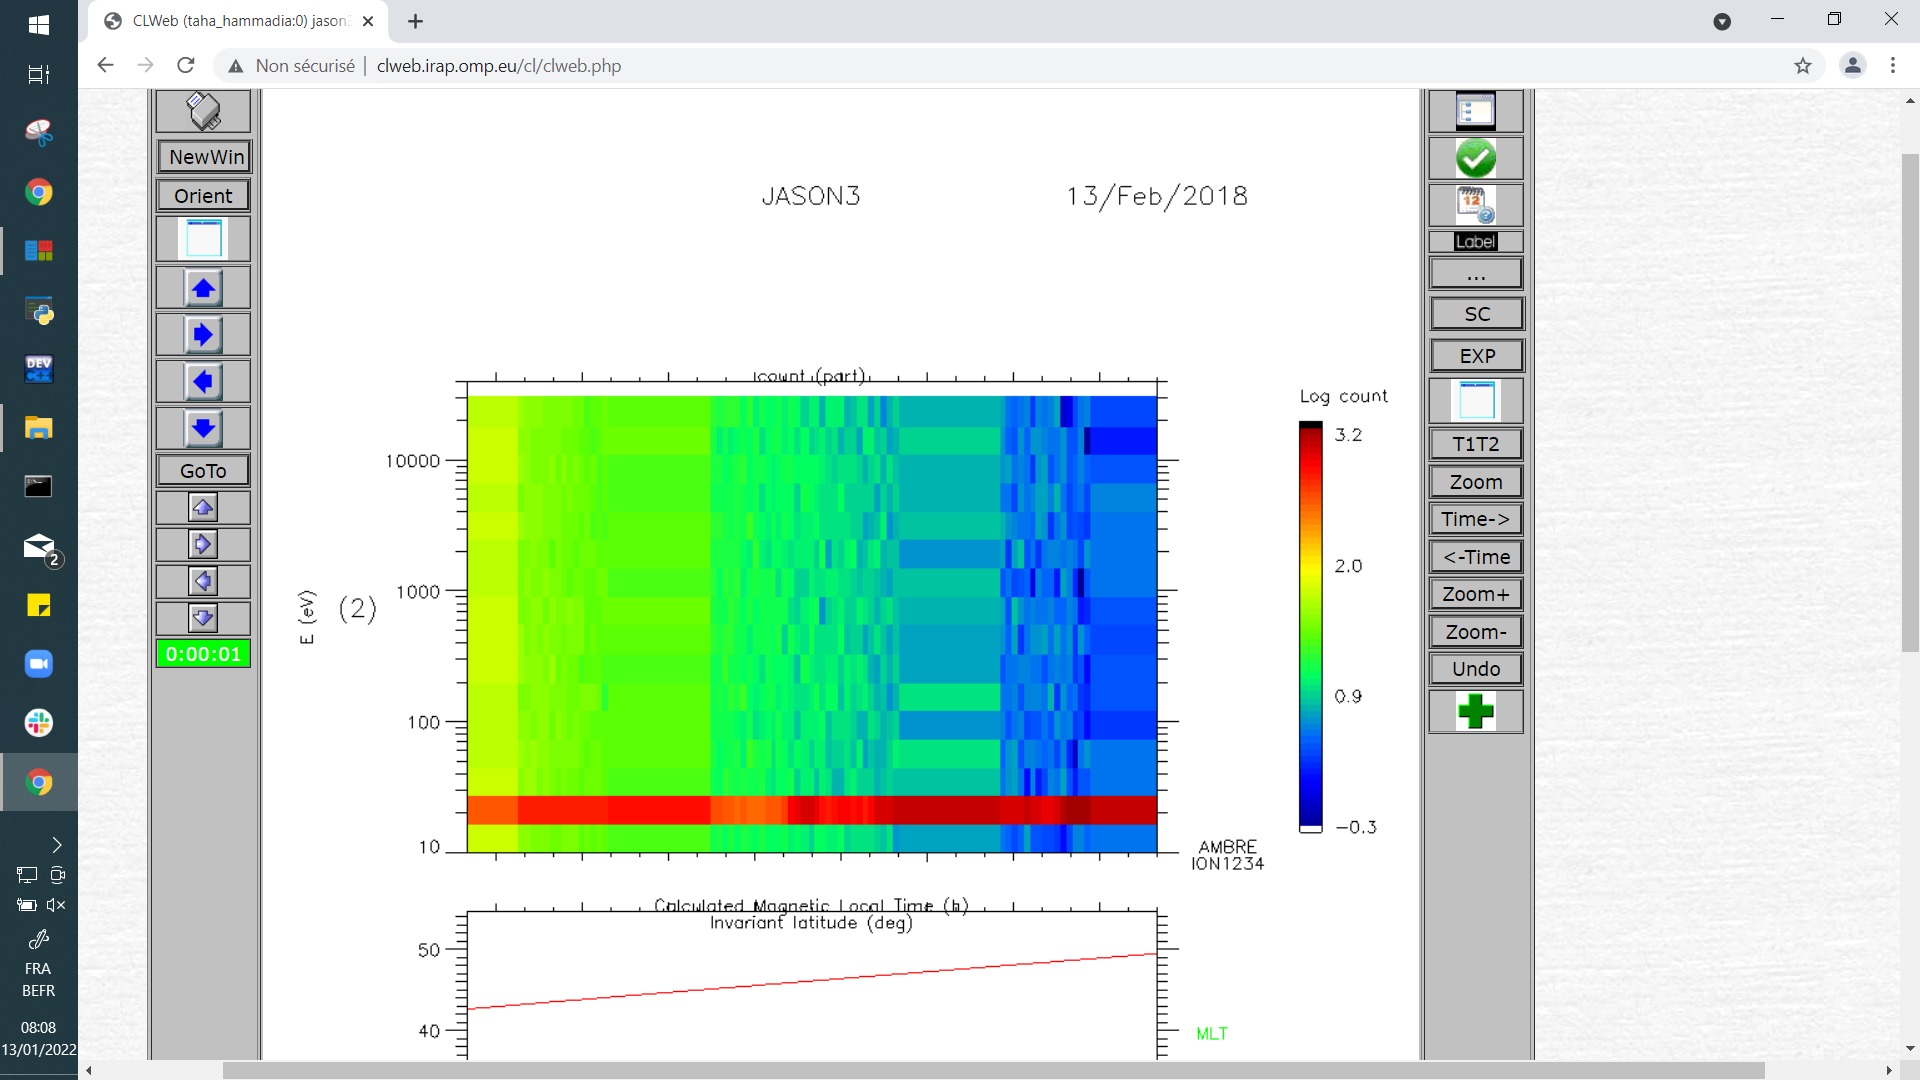 CLWeb (taha_hammadia:0) jason3
Non sécurisé
clweb.irap.omp.eu/cl/clweb.php
NewWin
Orient
GoTo
0:00:01
JASON3 13/Feb/2018
count (part)
Log count
3.2
2.0
0.9
−0.3
10000
1000
100
10
E (eV)
(2)
AMBRE
ION1234
Calculated Magnetic Local Time (h)
Invariant latitude (deg)
50
40
MLT
12
Label
...
SC
EXP
T1T2
Zoom
Time->
<-Time
Zoom+
Zoom-
Undo
DEV
C++
2
FRA
BEFR
08:08
13/01/2022